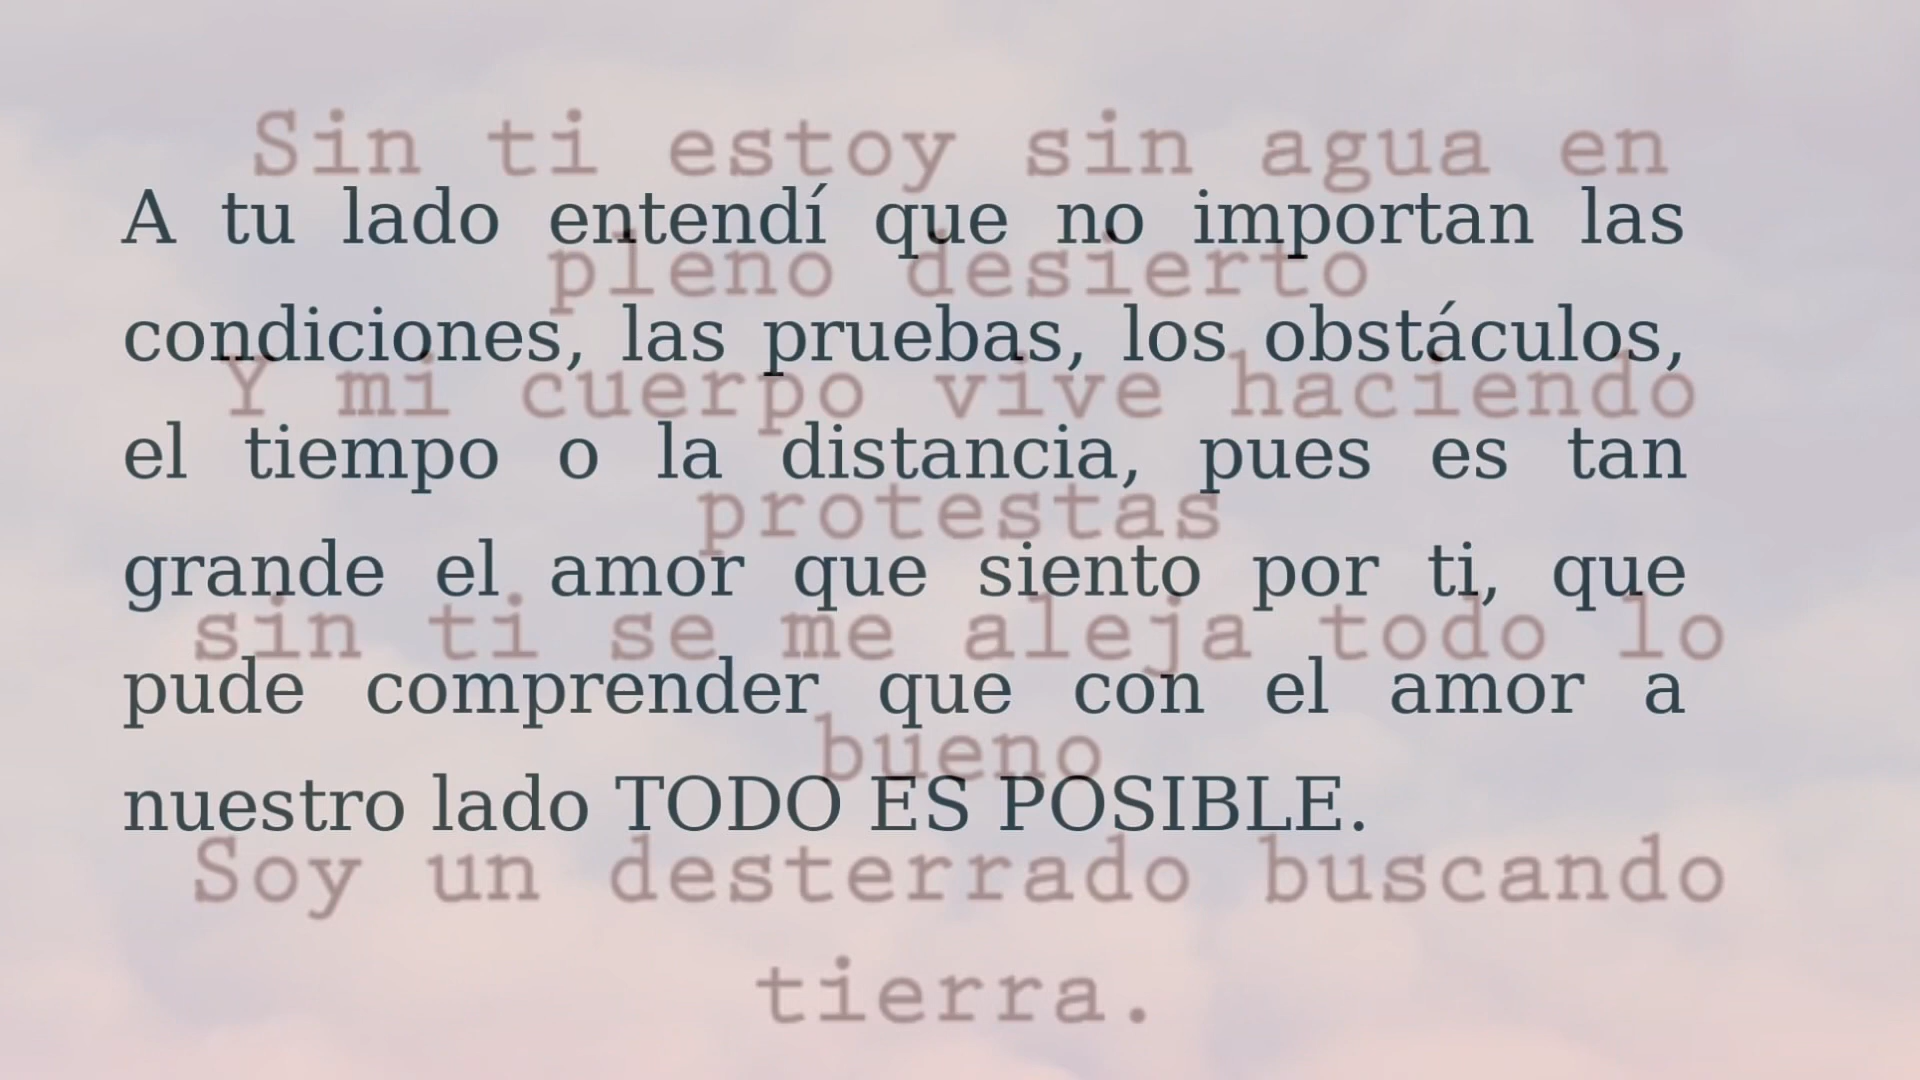 Sin ti estoy sin agua en
pleno desierto
Y mi cuerpo vive haciendo
protestas
sin ti se me aleja todo lo
bueno
Soy un desterrado buscando
tierra.
A tu lado entendí que no importan las
condiciones, las pruebas, los obstáculos,
el tiempo o la distancia, pues es tan
grande el amor que siento por ti, que
pude comprender que con el amor a
nuestro lado TODO ES POSIBLE.